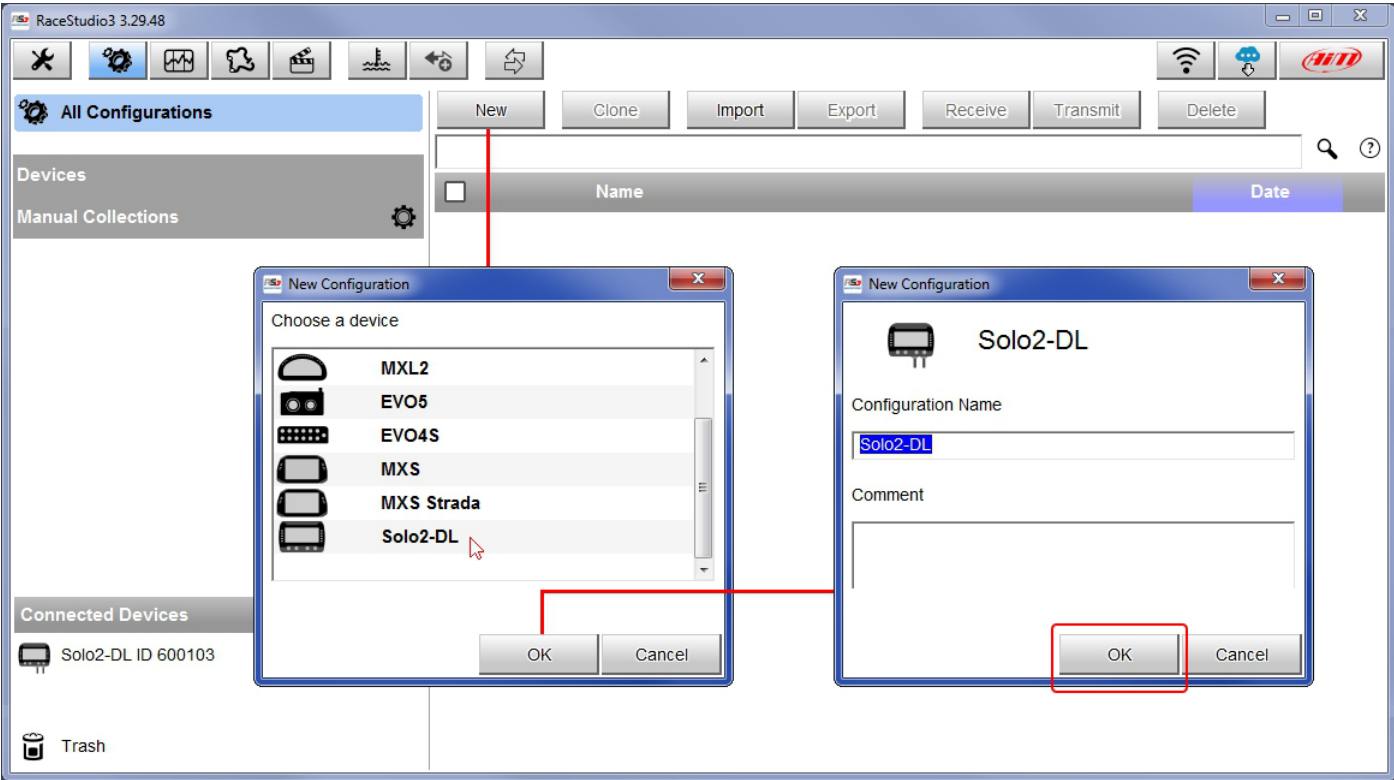 RaceStudio3 3.29.48
AiM
All Configurations
New Clone Import Export Receive Transmit Delete
Devices
Manual Collections
Name Date
New Configuration
Choose a device
MXL2
EVO5
EVO4S
MXS
MXS Strada
Solo2-DL
OK Cancel
New Configuration
Solo2-DL
Configuration Name
Solo2-DL
Comment
OK Cancel
Connected Devices
Solo2-DL ID 600103
Trash